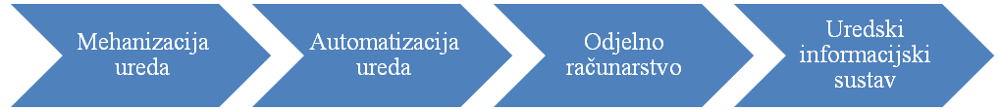 Mehanizacija
ureda
Automatizacija
ureda
Odjelno
računarstvo
Uredski
informacijski
sustav